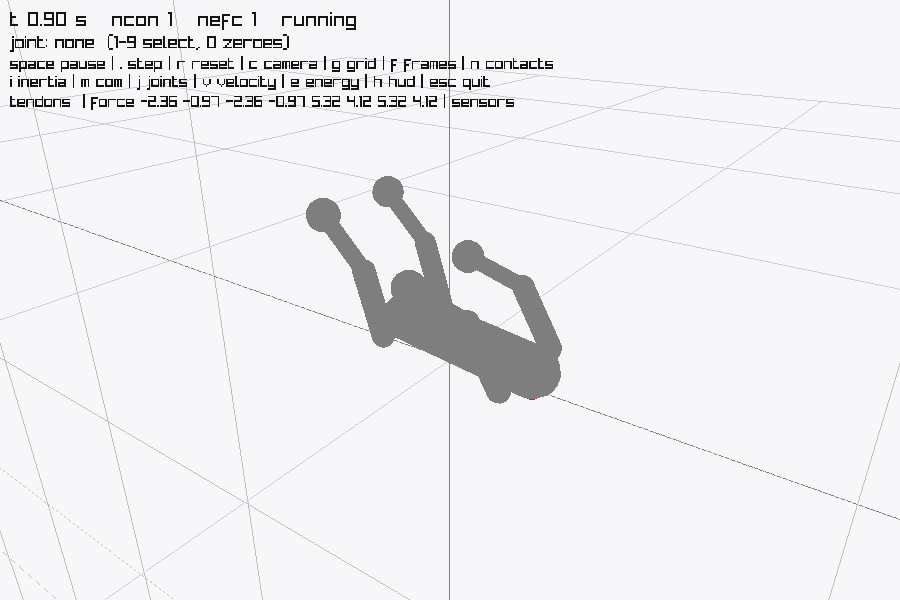 t 0.90 s ncon 1 nefc 1 running
joint: none (1-9 select, 0 zeroes)
space pause | . step | r reset | c camera | g grid | f frames | n contacts
i inertia | m com | j joints | v velocity | e energy | h hud | esc quit
tendons | force -2.36 -0.97 -2.36 -0.97 5.32 4.12 5.32 4.12 | sensors